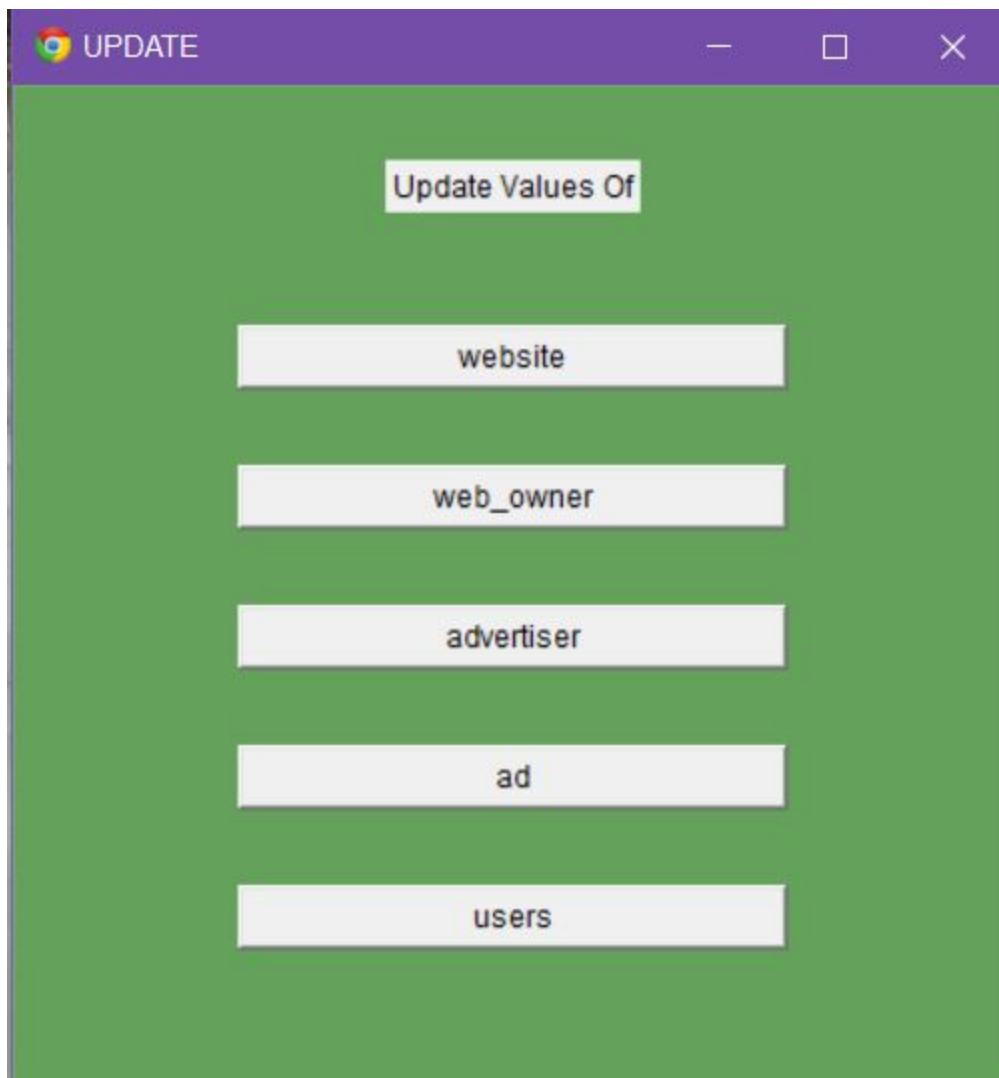 UPDATE
Update Values Of
website
web_owner
advertiser
ad
users